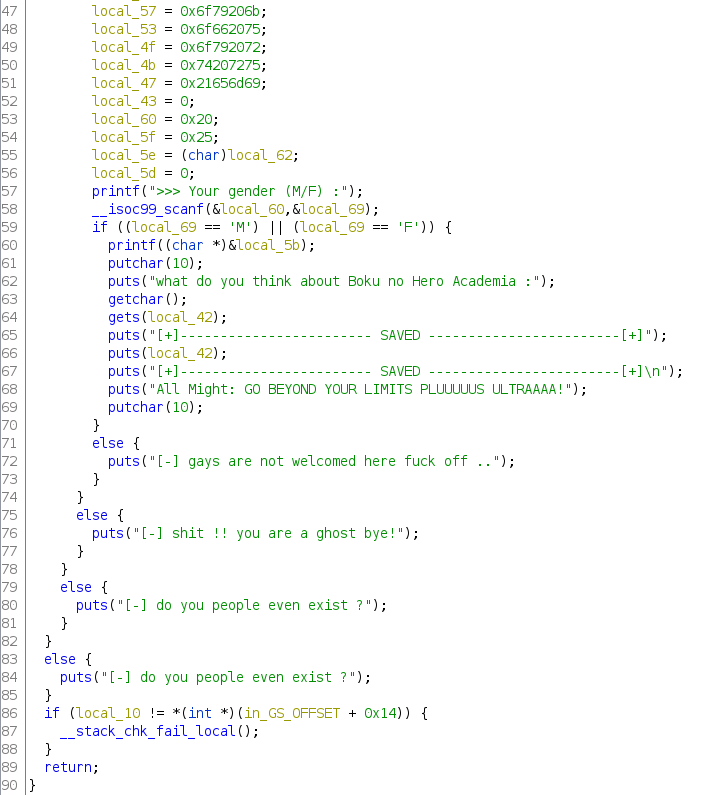 47 local_57 = 0x6f79206b;
48 local_53 = 0x6f662075;
49 local_4f = 0x6f792072;
50 local_4b = 0x74207275;
51 local_47 = 0x21656d69;
52 local_43 = 0;
53 local_60 = 0x20;
54 local_5f = 0x25;
55 local_5e = (char)local_62;
56 local_5d = 0;
57 printf(">>> Your gender (M/F) :");
58 __isoc99_scanf(&local_60,&local_69);
59 if ((local_69 == 'M') || (local_69 == 'F')) {
60 printf((char *)&local_5b);
61 putchar(10);
62 puts("what do you think about Boku no Hero Academia :");
63 getchar();
64 gets(local_42);
65 puts("[+]------------------------ SAVED ------------------------[+]");
66 puts(local_42);
67 puts("[+]------------------------ SAVED ------------------------[+]\n");
68 puts("All Might: GO BEYOND YOUR LIMITS PLUUUUUS ULTRAAAA!");
69 putchar(10);
70 }
71 else {
72 puts("[-] gays are not welcomed here fuck off ..");
73 }
74 }
75 else {
76 puts("[-] shit !! you are a ghost bye!");
77 }
78 }
79 else {
80 puts("[-] do you people even exist ?");
81 }
82 }
83 else {
84 puts("[-] do you people even exist ?");
85 }
86 if (local_10 != *(int *)(in_GS_OFFSET + 0x14)) {
87 __stack_chk_fail_local();
88 }
89 return;
90 }